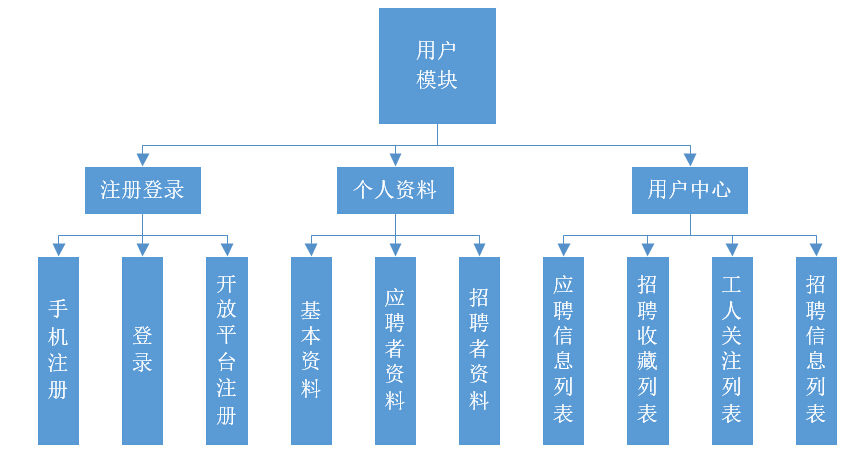 用户
模块
注册登录
个人资料
用户中心
手机注册
登录
开放平台注册
基本资料
应聘者资料
招聘者资料
应聘信息列表
招聘收藏列表
工人关注列表
招聘信息列表